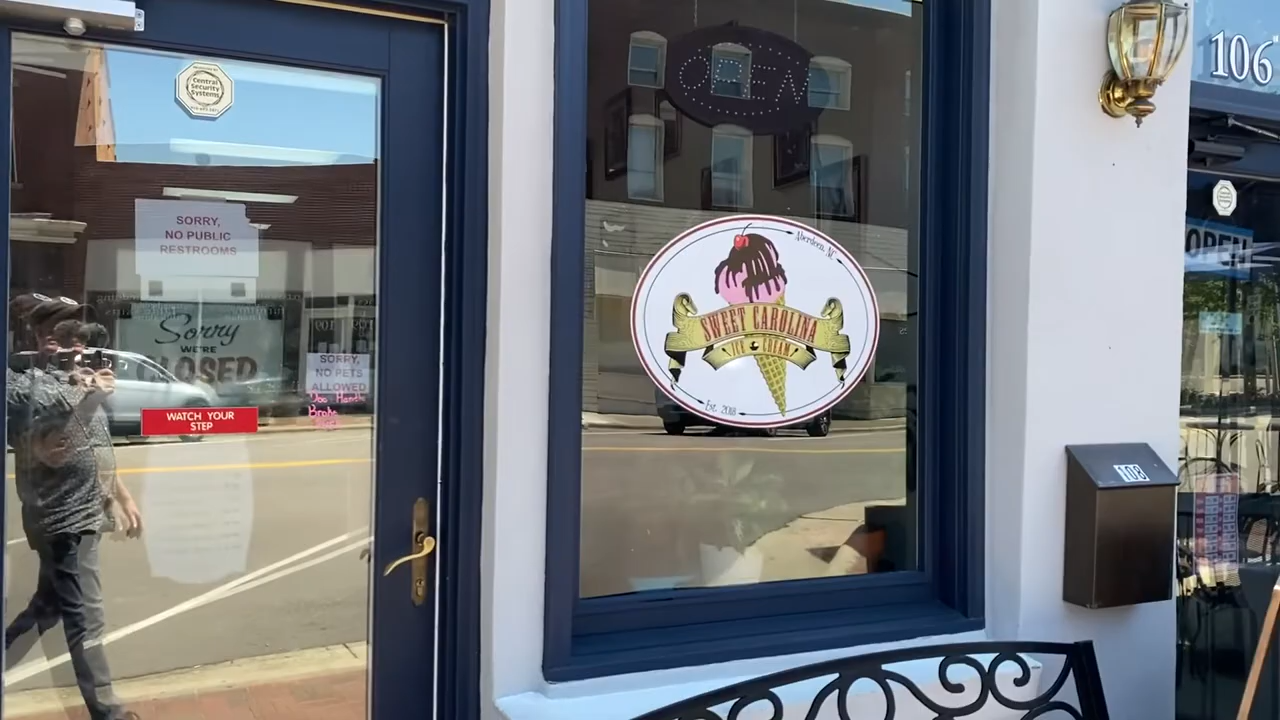 Central
Security
Systems
SORRY,
NO PUBLIC
RESTROOMS
Sorry
WE'RE
CLOSED
SORRY,
NO PETS
ALLOWED
WATCH YOUR
STEP
OPEN
Aberdeen, NC
SWEET CAROLINA
ICE CREAM
Est. 2018
108
106
OPEN